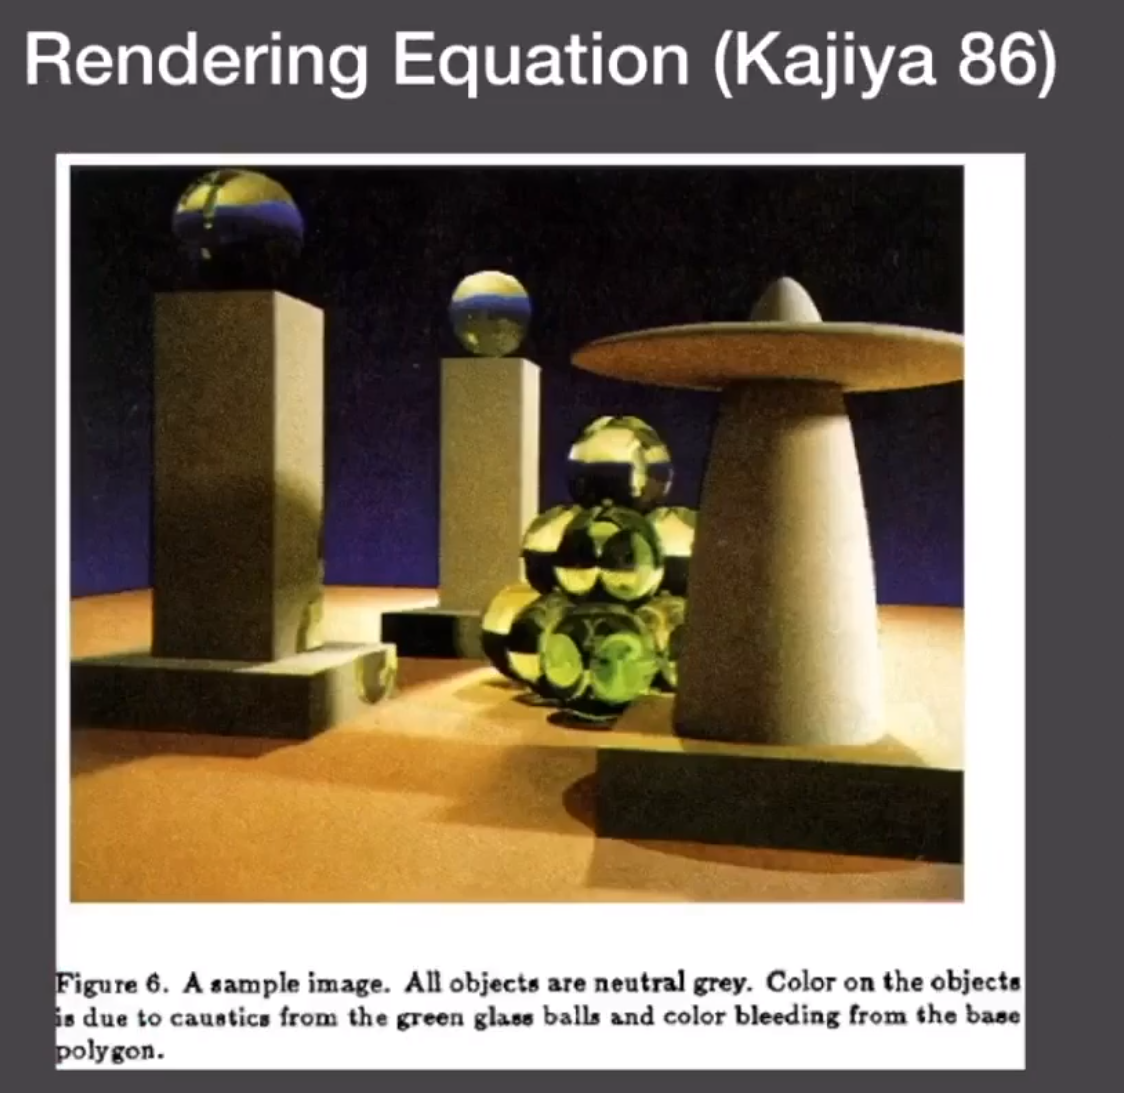 Rendering Equation (Kajiya 86)
Figure 6. A sample image. All objects are neutral grey. Color on the objects
is due to caustics from the green glass balls and color bleeding from the base
polygon.